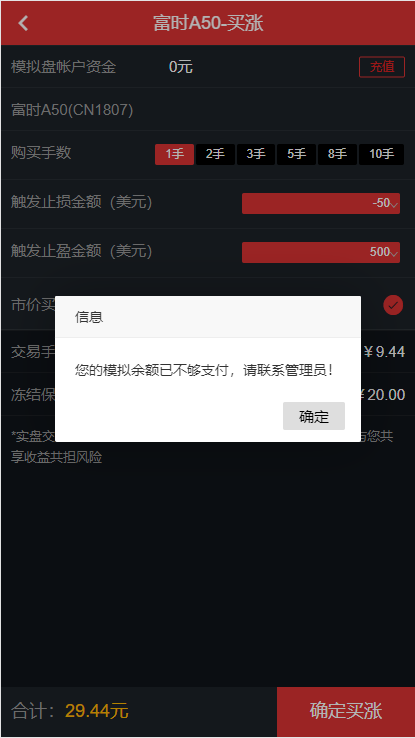 富时A50-买涨
模拟盘帐户资金 0元 充值
富时A50(CN1807)
购买手数 1手 2手 3手 5手 8手 10手
触发止损金额（美元） -50
触发止盈金额（美元） 500
市价买
信息
您的模拟余额已不够支付，请联系管理员！
确定
交易手 ￥9.44
冻结保 ￥20.00
*实盘交 与您共
享收益共担风险
合计：29.44元 确定买涨